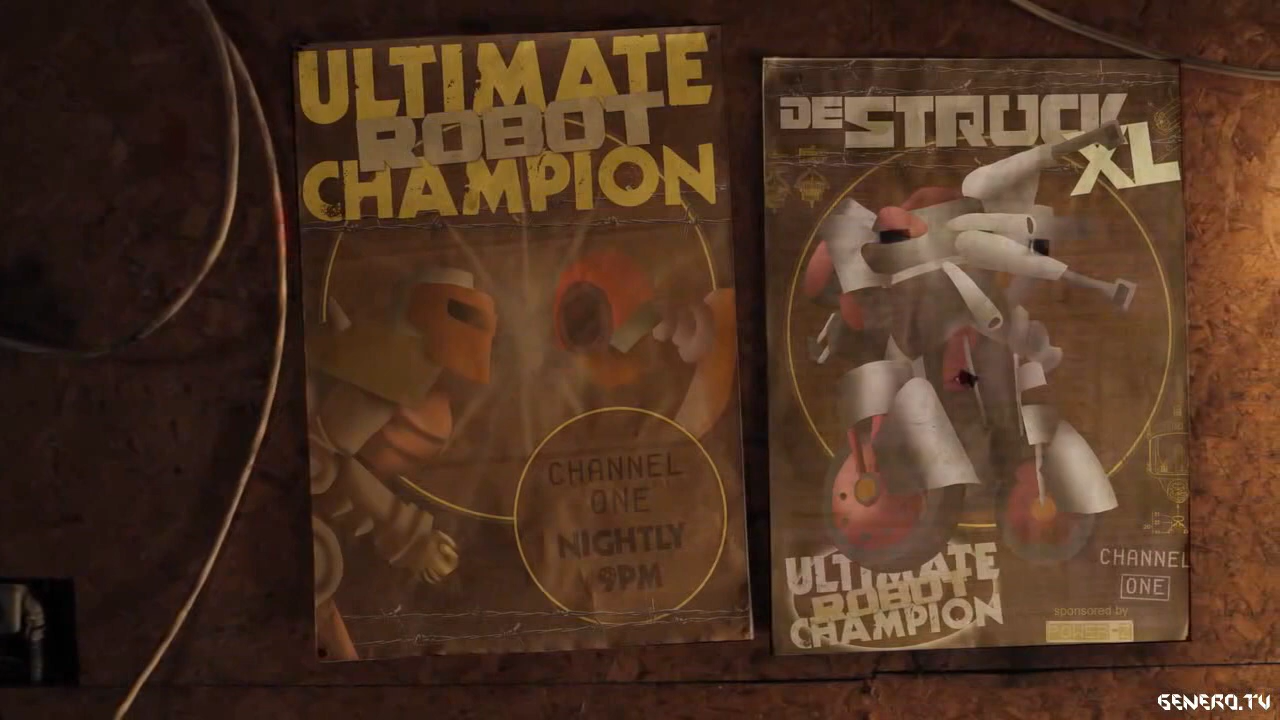 ULTIMATE
ROBOT
CHAMPION
CHANNEL
ONE
NIGHTLY
9PM
DESTRUCK
XL
ULTIMATE
ROBOT
CHAMPION
CHANNEL
ONE
sponsored by
GENERO.TV